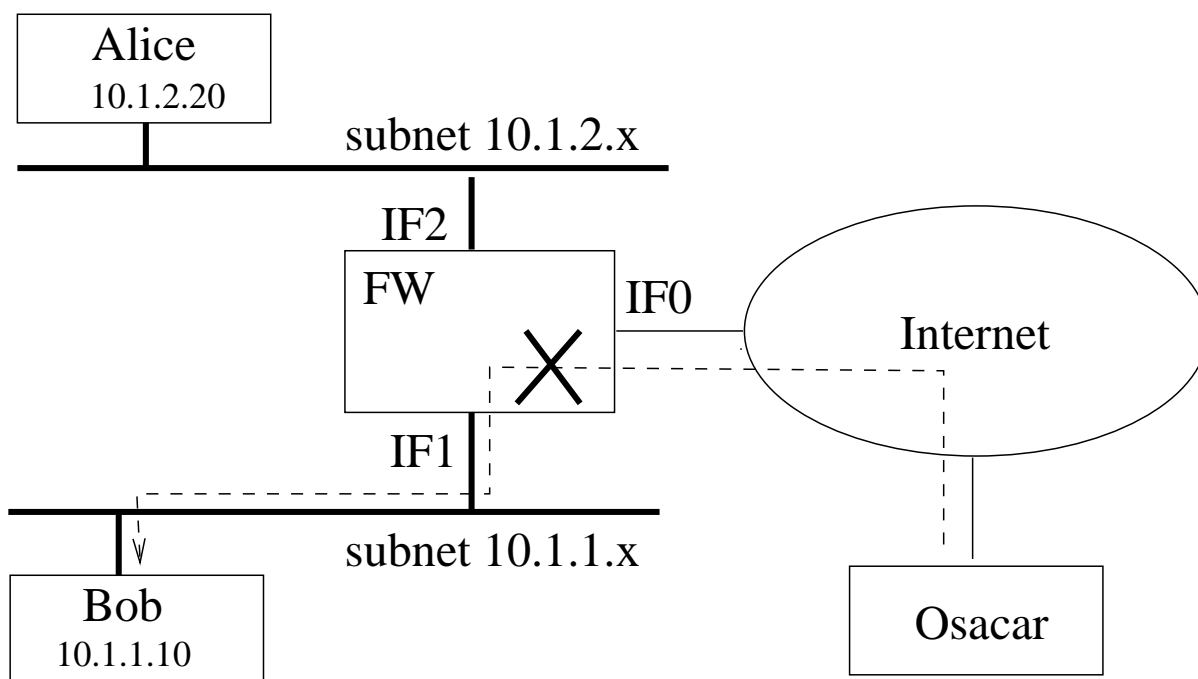 Alice
10.1.2.20
subnet 10.1.2.x
IF2
FW
IF0
Internet
IF1
subnet 10.1.1.x
Bob
10.1.1.10
Osacar